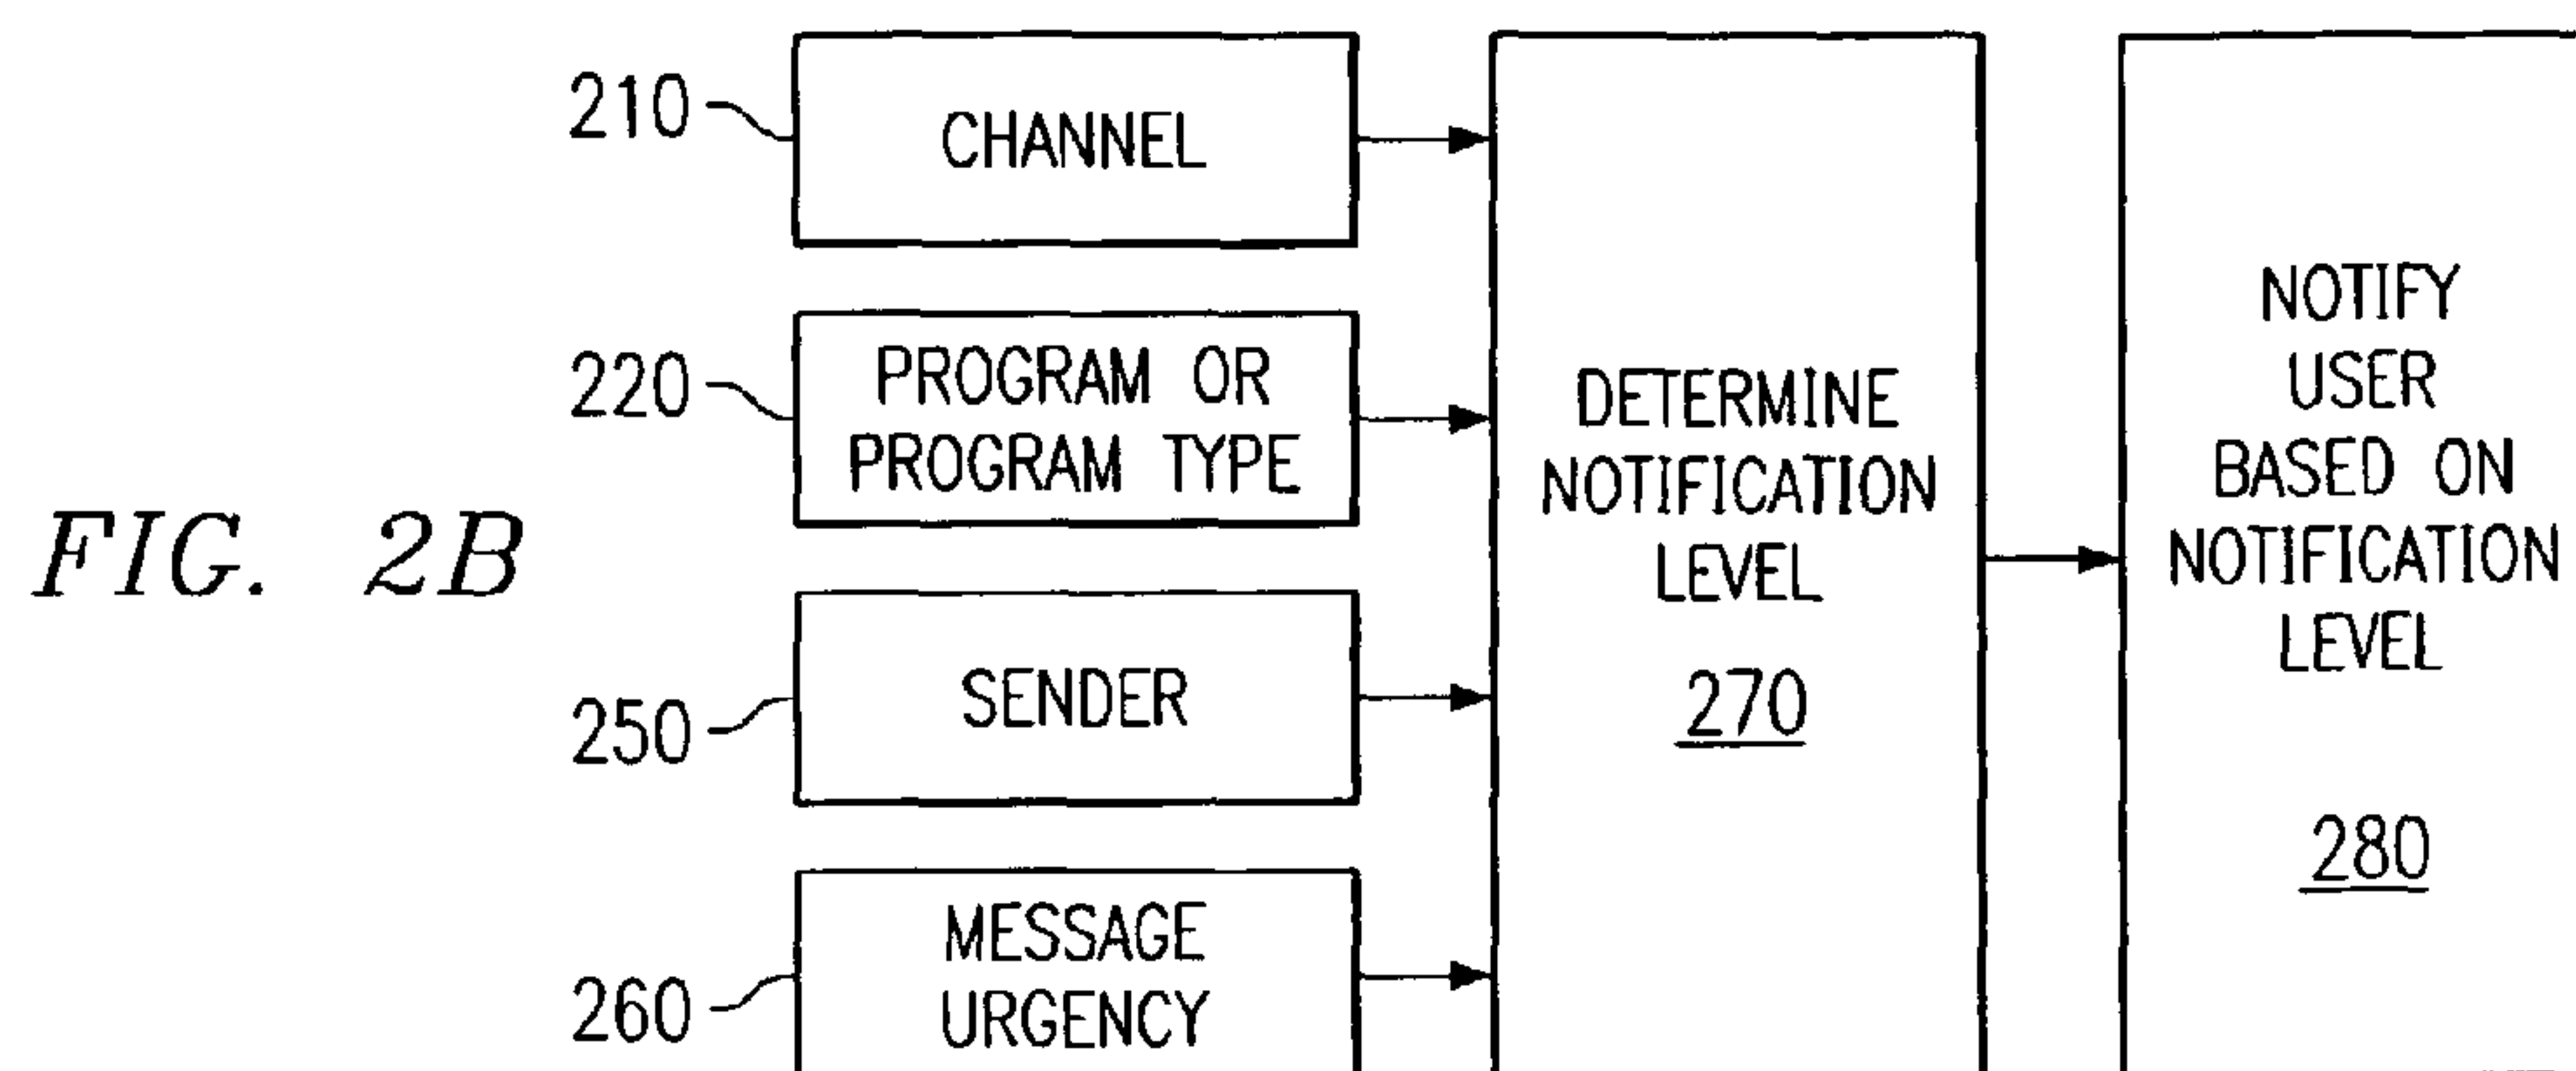 FIG. 2B
210
CHANNEL
220
PROGRAM OR
PROGRAM TYPE
250
SENDER
260
MESSAGE
URGENCY
DETERMINE
NOTIFICATION
LEVEL
270
NOTIFY
USER
BASED ON
NOTIFICATION
LEVEL
280